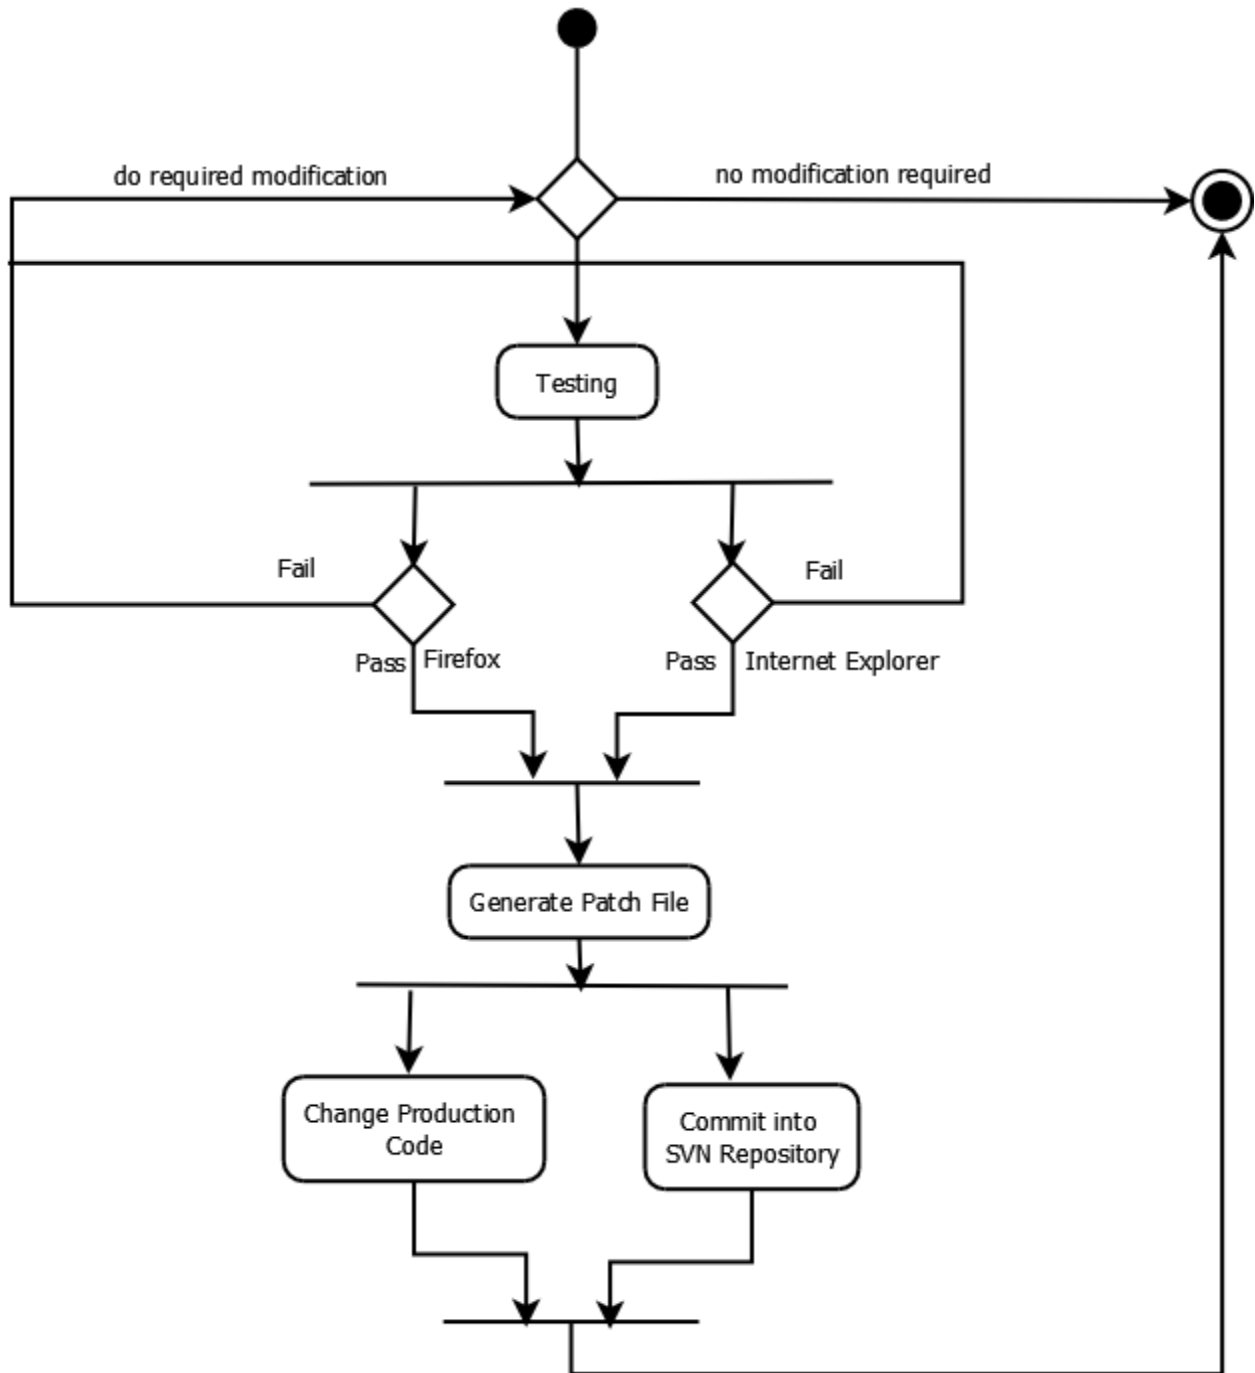 do required modification
no modification required
Testing
Fail
Fail
Pass
Firefox
Pass
Internet Explorer
Generate Patch File
Change Production
Code
Commit into
SVN Repository